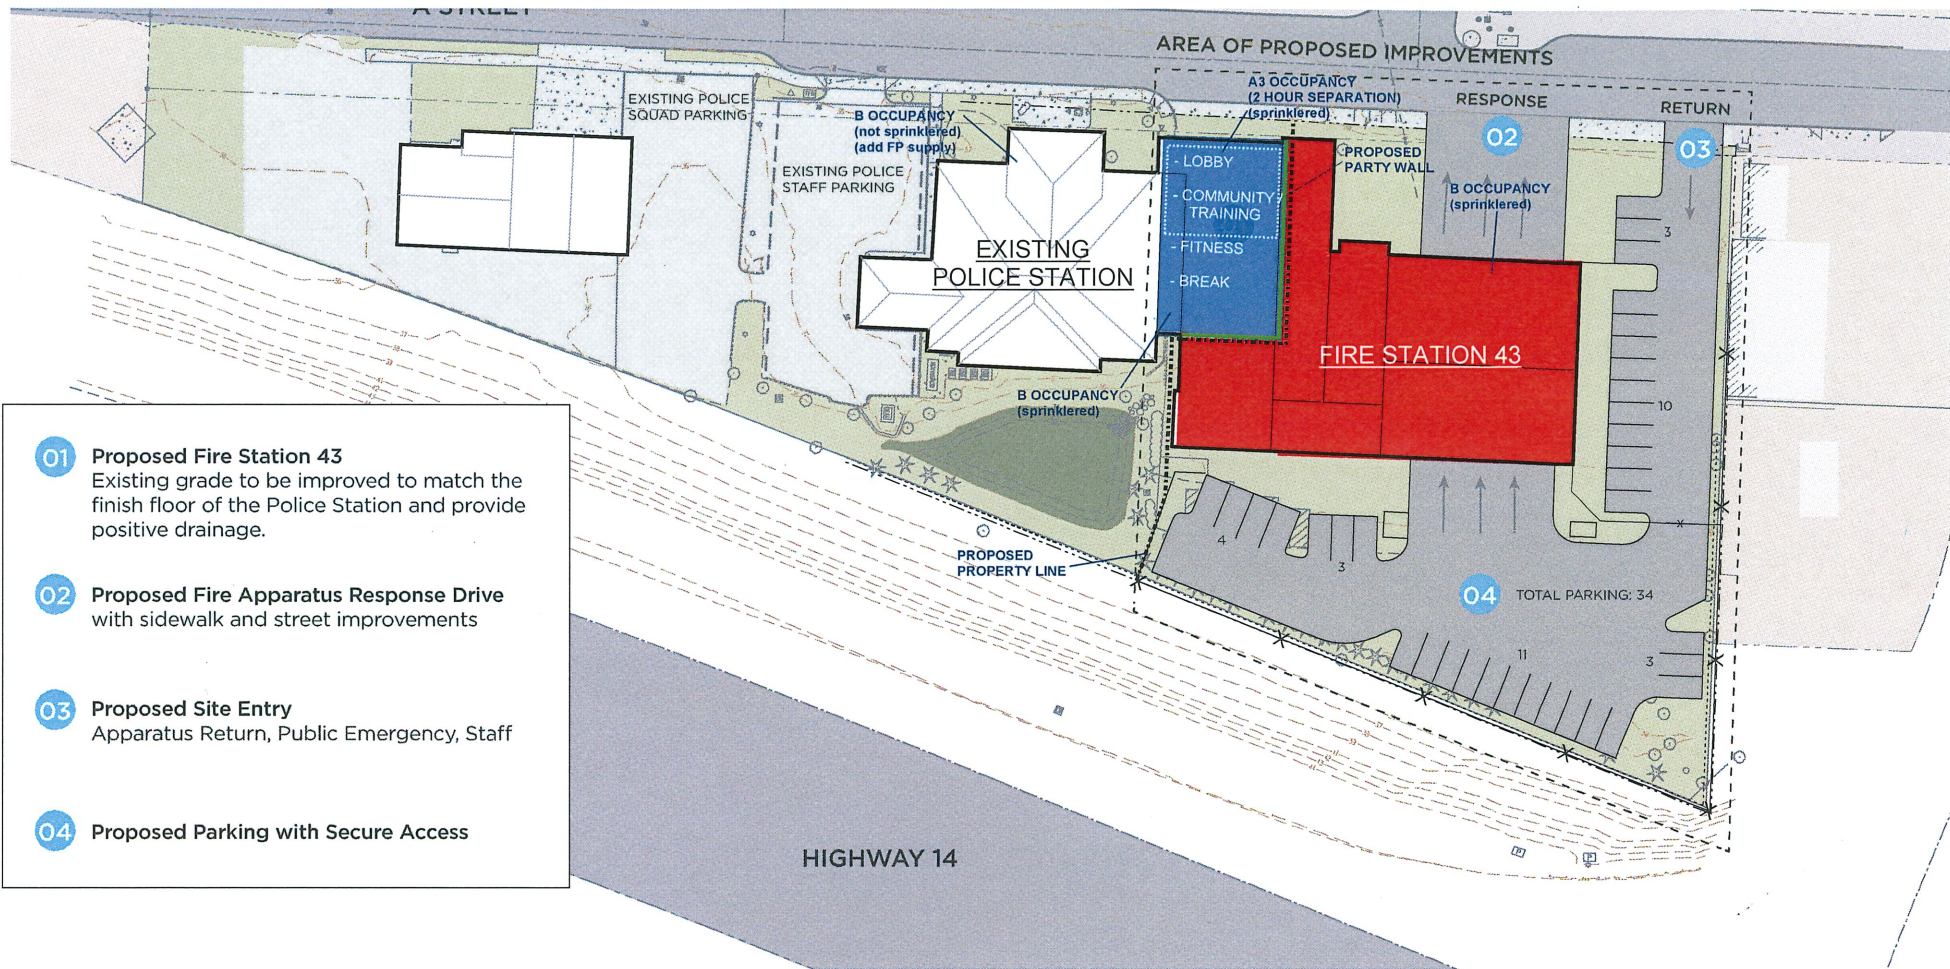 A STREET
AREA OF PROPOSED IMPROVEMENTS
A3 OCCUPANCY
(2 HOUR SEPARATION)
(sprinklered)
RESPONSE
RETURN
02
03
EXISTING POLICE
SQUAD PARKING
B OCCUPANCY
(not sprinklered)
(add FP supply)
EXISTING POLICE
STAFF PARKING
- LOBBY
- COMMUNITY/
TRAINING
- FITNESS
- BREAK
PROPOSED
PARTY WALL
B OCCUPANCY
(sprinklered)
3
EXISTING
POLICE STATION
FIRE STATION 43
10
B OCCUPANCY
(sprinklered)
4
3
PROPOSED
PROPERTY LINE
04
TOTAL PARKING: 34
11
3
01
Proposed Fire Station 43
Existing grade to be improved to match the
finish floor of the Police Station and provide
positive drainage.
02
Proposed Fire Apparatus Response Drive
with sidewalk and street improvements
03
Proposed Site Entry
Apparatus Return, Public Emergency, Staff
04
Proposed Parking with Secure Access
HIGHWAY 14
P
P